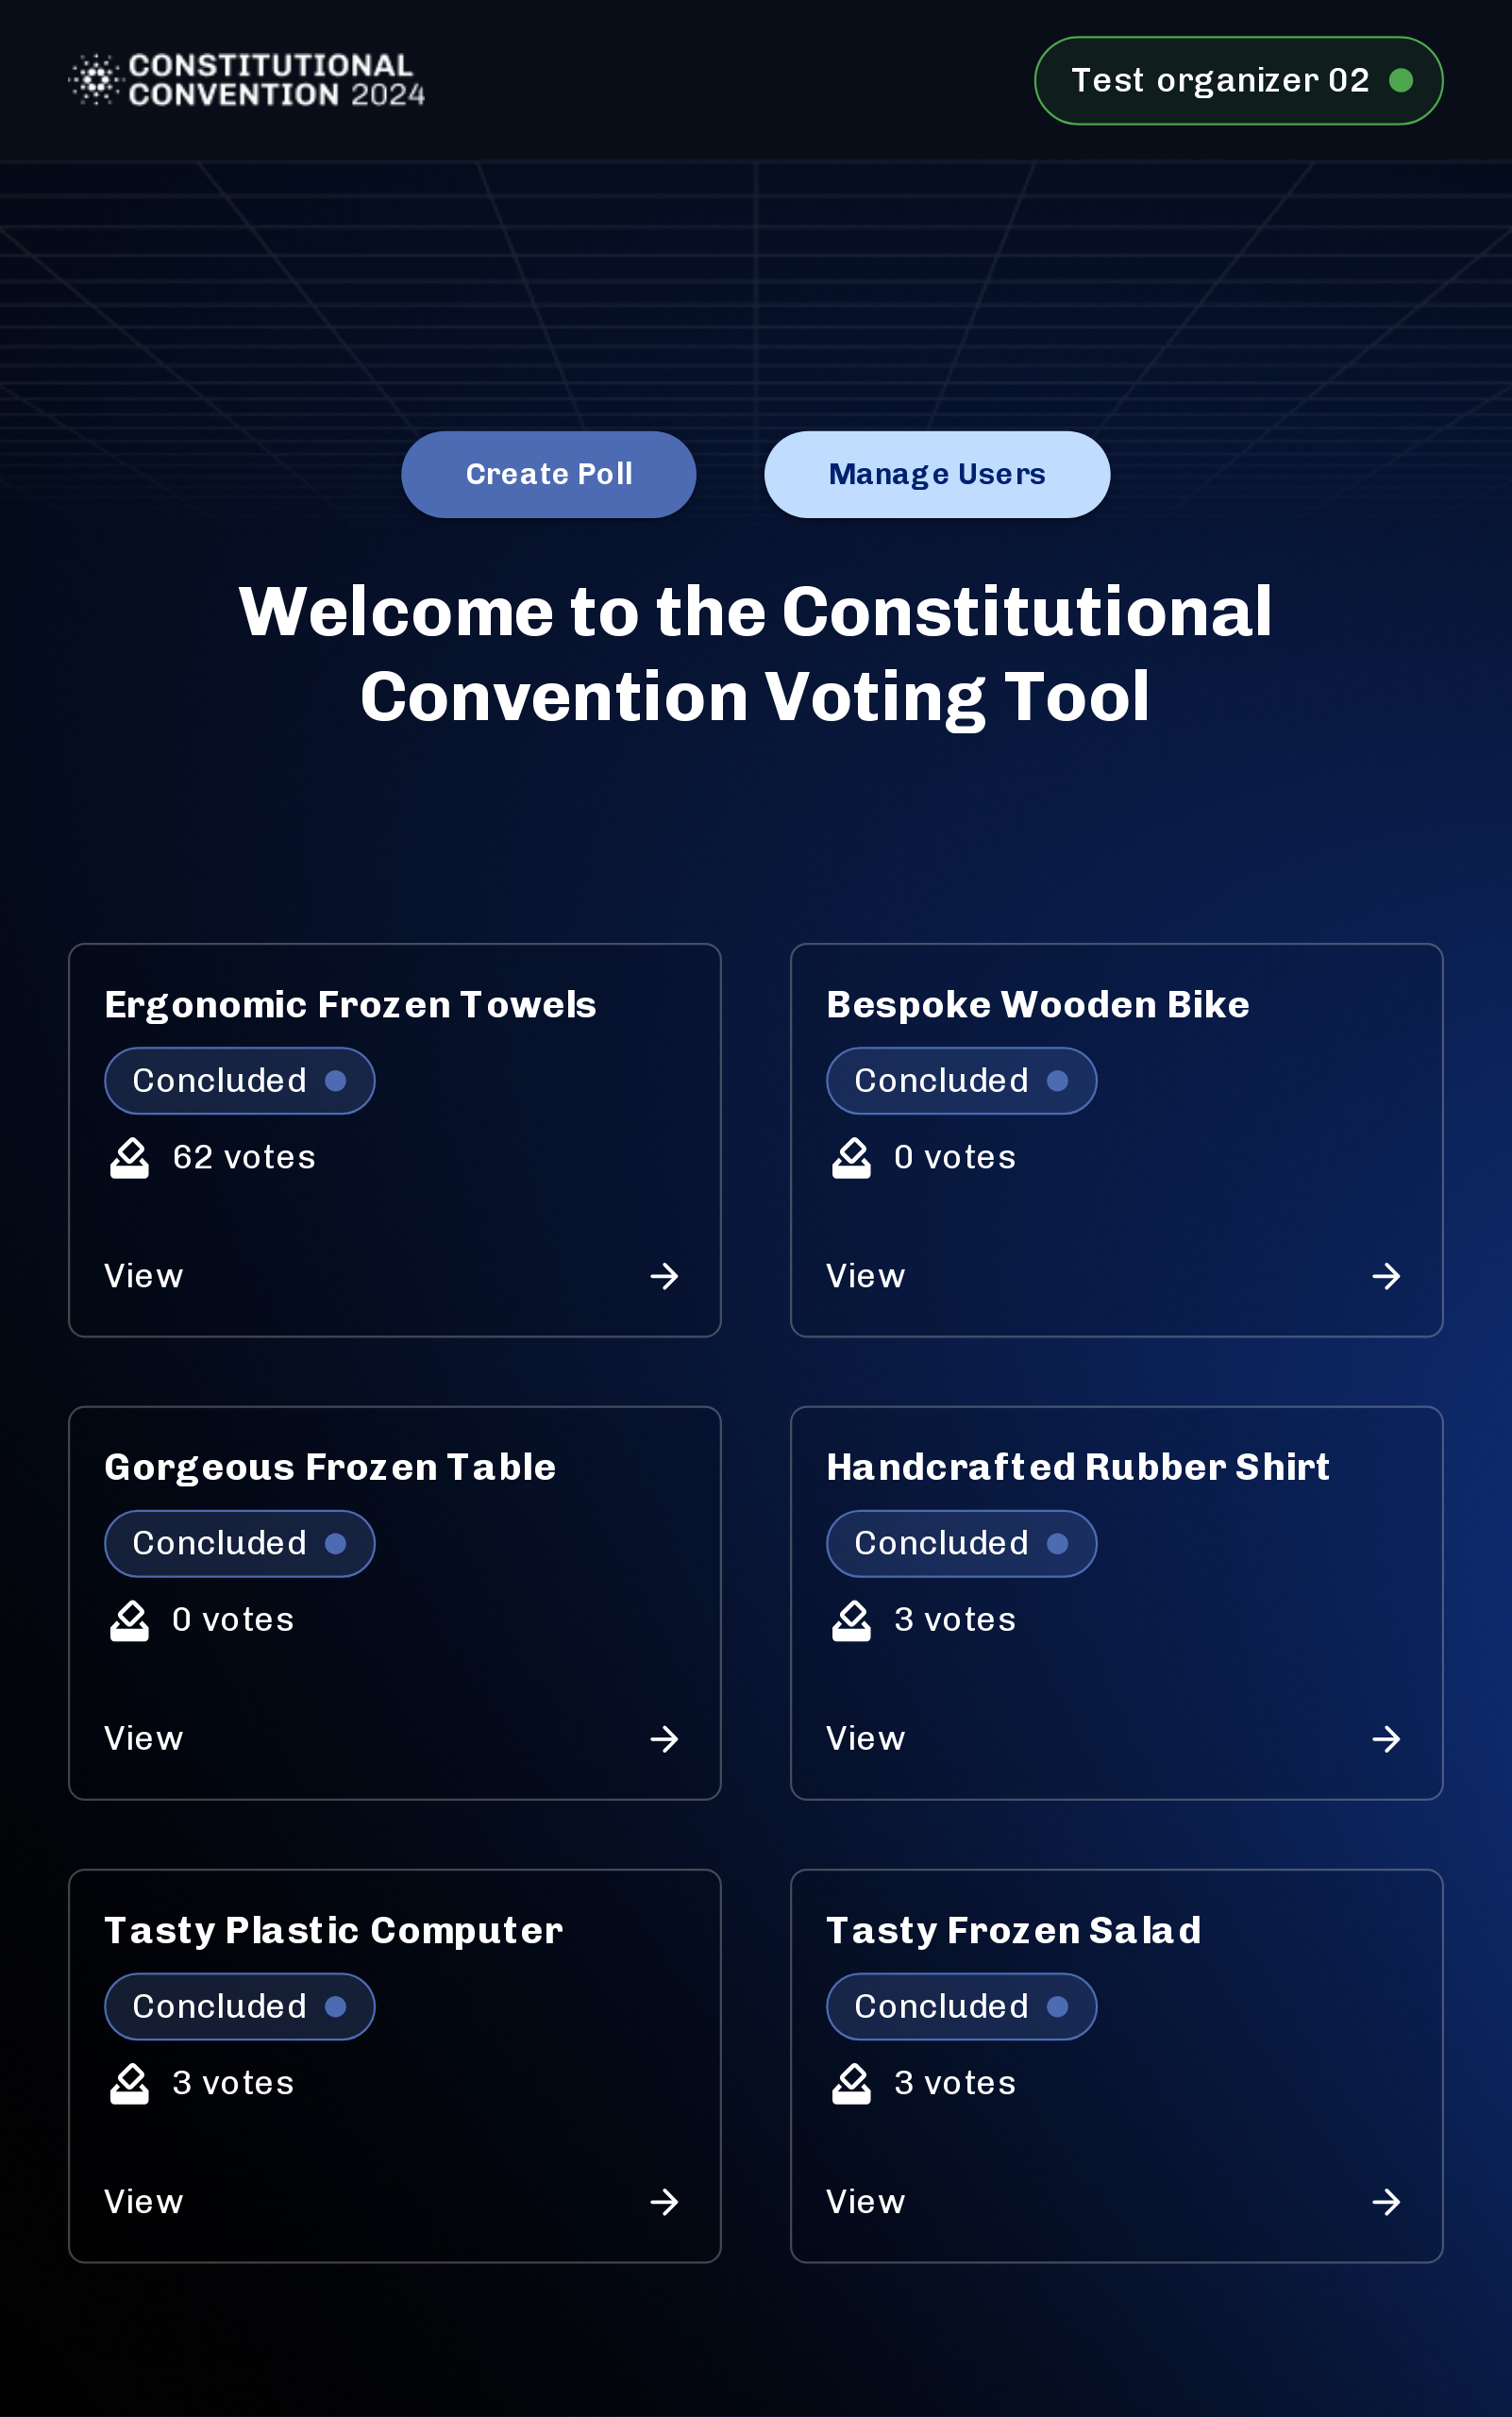 CONSTITUTIONAL
CONVENTION 2024
Test organizer 02
Create Poll
Manage Users
Welcome to the Constitutional
Convention Voting Tool
Ergonomic Frozen Towels
Concluded
62 votes
View
Bespoke Wooden Bike
Concluded
0 votes
View
Gorgeous Frozen Table
Concluded
0 votes
View
Handcrafted Rubber Shirt
Concluded
3 votes
View
Tasty Plastic Computer
Concluded
3 votes
View
Tasty Frozen Salad
Concluded
3 votes
View